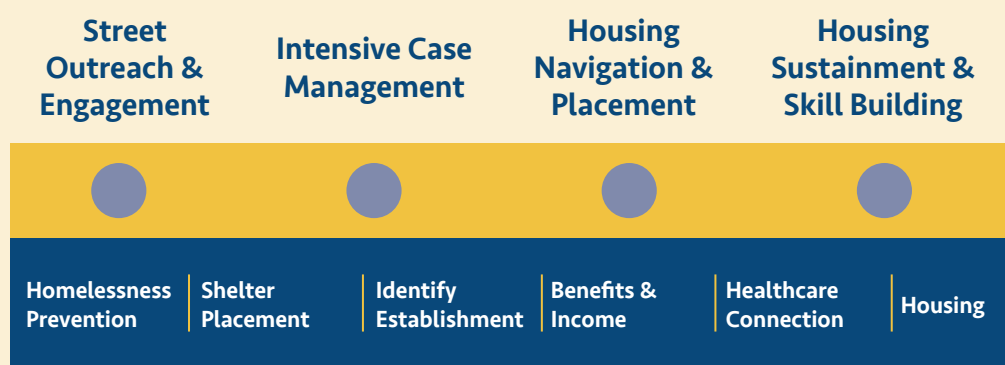 Street
Outreach &
Engagement
Intensive Case
Management
Housing
Navigation &
Placement
Housing
Sustainment &
Skill Building
Homelessness
Prevention
Shelter
Placement
Identify
Establishment
Benefits &
Income
Healthcare
Connection
Housing